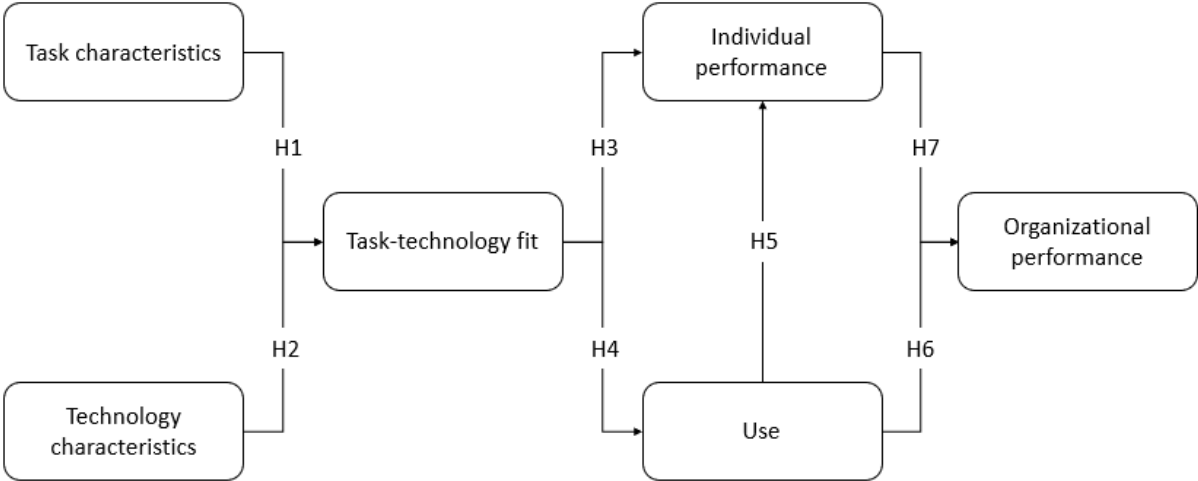 Task characteristics
Individual
performance
H1
H3
H7
Task-technology fit
H5
Organizational
performance
H2
H4
H6
Technology
characteristics
Use